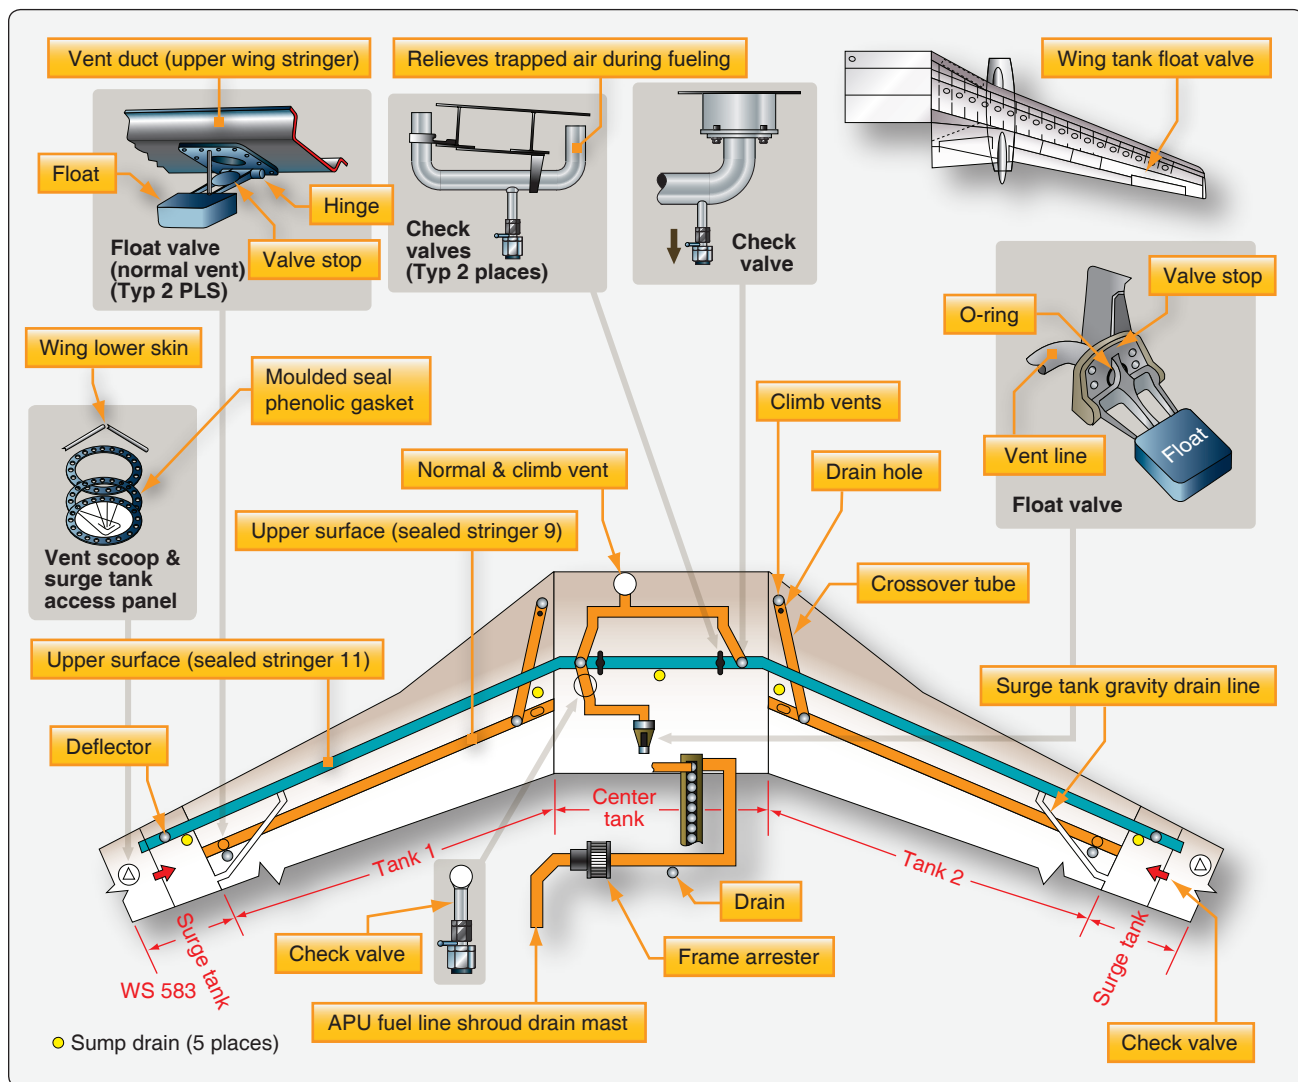 Vent duct (upper wing stringer)
Relieves trapped air during fueling
Wing tank float valve
Float
Hinge
Valve stop
Float valve
(normal vent)
(Typ 2 PLS)
Check
valves
(Typ 2 places)
Check
valve
Valve stop
O-ring
Vent line
Float
Float valve
Wing lower skin
Moulded seal
phenolic gasket
Vent scoop &
surge tank
access panel
Climb vents
Normal & climb vent
Drain hole
Upper surface (sealed stringer 9)
Crossover tube
Upper surface (sealed stringer 11)
Surge tank gravity drain line
Deflector
Center
tank
Tank 1
Tank 2
Surge tank
Surge tank
WS 583
Drain
Check valve
Frame arrester
APU fuel line shroud drain mast
Check valve
Sump drain (5 places)